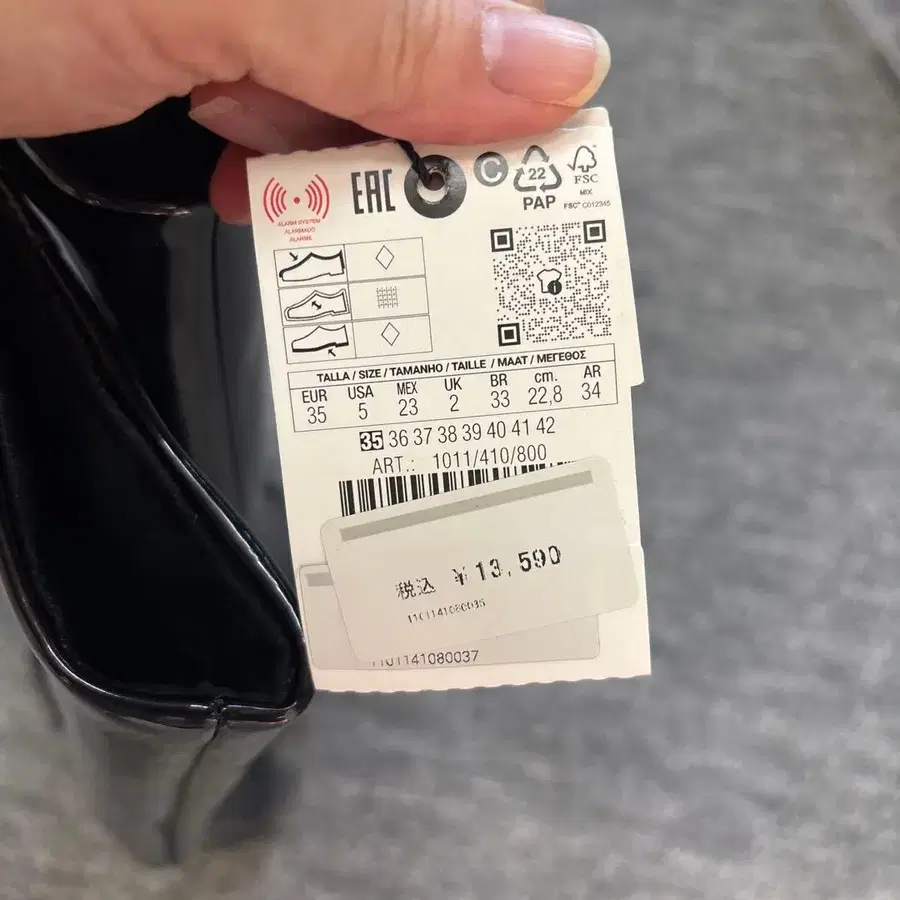 ALARM SYSTEM
ALARMADO
ALARME
EAC
C
22
PAP
FSC
MIX
FSC™ C012345
TALLA / SIZE / TAMANHO / TAILLE / MAAT / ΜΕΓΕΘΟΣ
EUR USA MEX UK BR cm. AR
35 5 23 2 33 22,8 34
35 36 37 38 39 40 41 42
ART.: 1011/410/800
税込 ¥13,590
1101141080035
1101141080037